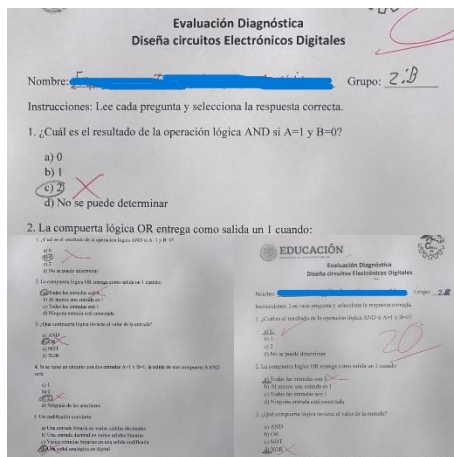 Evaluación Diagnóstica
Diseña circuitos Electrónicos Digitales
Nombre:
Grupo: 2:B
Instrucciones: Lee cada pregunta y selecciona la respuesta correcta.
1. ¿Cuál es el resultado de la operación lógica AND si A=1 y B=0?
a) 0
b) 1
c) 2
d) No se puede determinar
2. La compuerta lógica OR entrega como salida un 1 cuando:
1. ¿Cuál es el resultado de la operación lógica AND si A=1 y B=0?
a) 0
b) 1
c) 2
d) No se puede determinar
2. La compuerta lógica OR entrega como salida un 1 cuando:
a) Todas las entradas son 0
b) Al menos una entrada es 1
c) Todas las entradas son 1
d) Ninguna entrada está conectada
3. ¿Qué compuerta lógica invierte el valor de la entrada?
a) AND
b) OR
c) NOT
d) XOR
4. Si se tiene un circuito con dos entradas A=1 y B=1, la salida de una compuerta NAND
será:
a) 1
b) 0
c) 2
d) Ninguna de las anteriores
5. Un codificador convierte
a) Una entrada binaria en varias salidas decimales
b) Una entrada decimal en varias salidas binarias
c) Varias entradas binarias en una salida codificada
d) Una señal analógica en digital
EDUCACIÓN
Evaluación Diagnóstica
Diseña circuitos Electrónicos Digitales
Nombre:
Grupo: 2.B
Instrucciones: Lee cada pregunta y selecciona la respuesta correcta.
1. ¿Cuál es el resultado de la operación lógica AND si A=1 y B=0?
a) 0
b) 1
c) 2
d) No se puede determinar
20
2. La compuerta lógica OR entrega como salida un 1 cuando:
a) Todas las entradas son 0
b) Al menos una entrada es 1
c) Todas las entradas son 1
d) Ninguna entrada está conectada
3. ¿Qué compuerta lógica invierte el valor de la entrada?
a) AND
b) OR
c) NOT
d) XOR